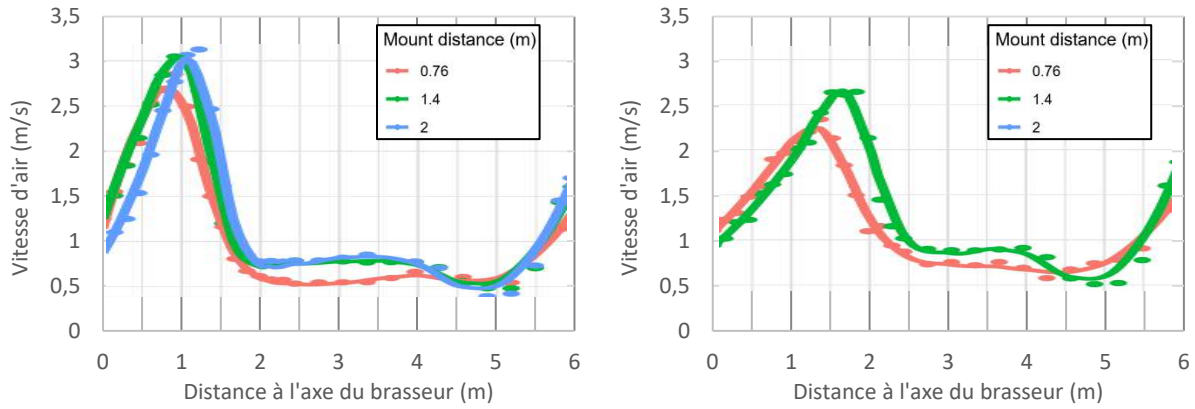 3,5
3
2,5
2
1,5
1
0,5
0
Vitesse d'air (m/s)
Mount distance (m)
0.76
1.4
2
0 1 2 3 4 5 6
Distance à l'axe du brasseur (m)
3,5
3
2,5
2
1,5
1
0,5
0
Vitesse d'air (m/s)
Mount distance (m)
0.76
1.4
2
0 1 2 3 4 5 6
Distance à l'axe du brasseur (m)